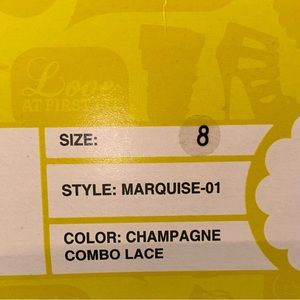 Love
AT FIRST
SIZE: 8
STYLE: MARQUISE-01
COLOR: CHAMPAGNE
COMBO LACE